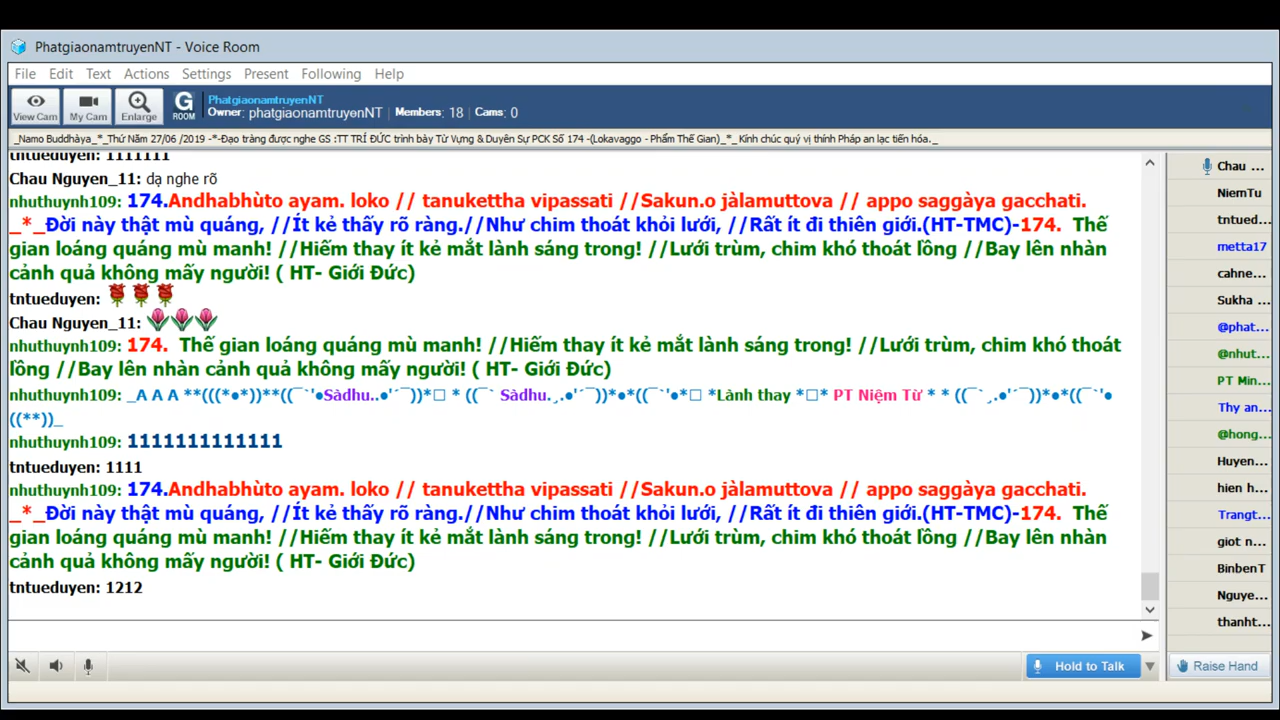 PhatgiaonamtruyenNT - Voice Room
File Edit Text Actions Settings Present Following Help
View Cam My Cam Enlarge G ROOM PhatgiaonamtruyenNT
Owner: phatgiaonamtruyenNT Members: 18 Cams: 0
_Namo Buddhàya_*_Thứ Năm 27/06 /2019 -*-Đạo tràng được nghe GS :TT TRÍ ĐỨC trình bày Từ Vựng & Duyên Sự PCK Số 174 -(Lokavaggo - Phẩm Thế Gian)_*_ Kính chúc quý vị thính Pháp an lạc tiến hóa._
tntueduyen: 1111111
Chau Nguyen_11: dạ nghe rõ
nhuthuynh109: 174.Andhabhùto ayam. loko // tanukettha vipassati //Sakun.o jàlamuttova // appo saggàya gacchati.
_*_Đời này thật mù quáng, //Ít kẻ thấy rõ ràng.//Như chim thoát khỏi lưới, //Rất ít đi thiên giới.(HT-TMC)-174. Thế
gian loáng quáng mù manh! //Hiếm thay ít kẻ mắt lành sáng trong! //Lưới trùm, chim khó thoát lồng //Bay lên nhàn
cảnh quả không mấy người! ( HT- Giới Đức)
tntueduyen:
Chau Nguyen_11:
nhuthuynh109: 174. Thế gian loáng quáng mù manh! //Hiếm thay ít kẻ mắt lành sáng trong! //Lưới trùm, chim khó thoát
lồng //Bay lên nhàn cảnh quả không mấy người! ( HT- Giới Đức)
nhuthuynh109: _A A A **(((*•*))**((¯`'•Sàdhu..•'´¯))*□ * ((¯` Sàdhu.¸.•'´¯))*•*((¯`'•*□ *Lành thay *□* PT Niệm Từ * * ((¯`¸.•'´¯))*•*((¯`'•
((**))_
nhuthuynh109: 1111111111111
tntueduyen: 1111
nhuthuynh109: 174.Andhabhùto ayam. loko // tanukettha vipassati //Sakun.o jàlamuttova // appo saggàya gacchati.
_*_Đời này thật mù quáng, //Ít kẻ thấy rõ ràng.//Như chim thoát khỏi lưới, //Rất ít đi thiên giới.(HT-TMC)-174. Thế
gian loáng quáng mù manh! //Hiếm thay ít kẻ mắt lành sáng trong! //Lưới trùm, chim khó thoát lồng //Bay lên nhàn
cảnh quả không mấy người! ( HT- Giới Đức)
tntueduyen: 1212
Chau ...
NiemTu
tntued...
metta17
cahne...
Sukha ...
@phat...
@nhut...
PT Min...
Thy an...
@hong...
Huyen...
hien h...
Trangt...
giot n...
BinbenT
Nguye...
thanht...
Hold to Talk
Raise Hand